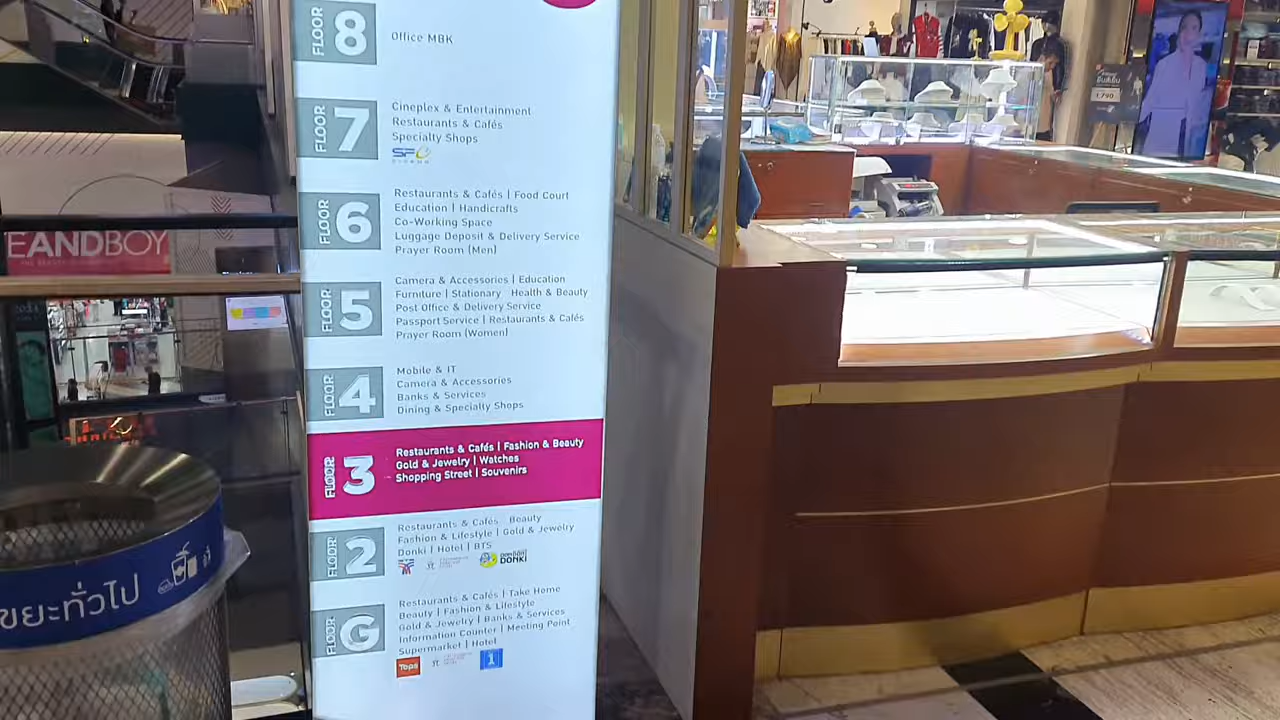 FLOOR 8
Office MBK
FLOOR 7
Cineplex & Entertainment
Restaurants & Cafés
Specialty Shops
SF
FLOOR 6
Restaurants & Cafés | Food Court
Education | Handicrafts
Co-Working Space
Luggage Deposit & Delivery Service
Prayer Room (Men)
FLOOR 5
Camera & Accessories | Education
Furniture | Stationary Health & Beauty
Post Office & Delivery Service
Passport Service | Restaurants & Cafés
Prayer Room (Women)
FLOOR 4
Mobile & IT
Camera & Accessories
Banks & Services
Dining & Specialty Shops
FLOOR 3
Restaurants & Cafés | Fashion & Beauty
Gold & Jewelry | Watches
Shopping Street | Souvenirs
FLOOR 2
Restaurants & Cafés Beauty
Fashion & Lifestyle | Gold & Jewelry
Donki | Hotel | BTS
DONKI
FLOOR G
Restaurants & Cafés | Take Home
Beauty | Fashion & Lifestyle
Gold & Jewelry | Banks & Services
Information Counter | Meeting Point
Supermarket | Hotel
Tops
1
EANDBOY
ขยะทั่วไป
1,790